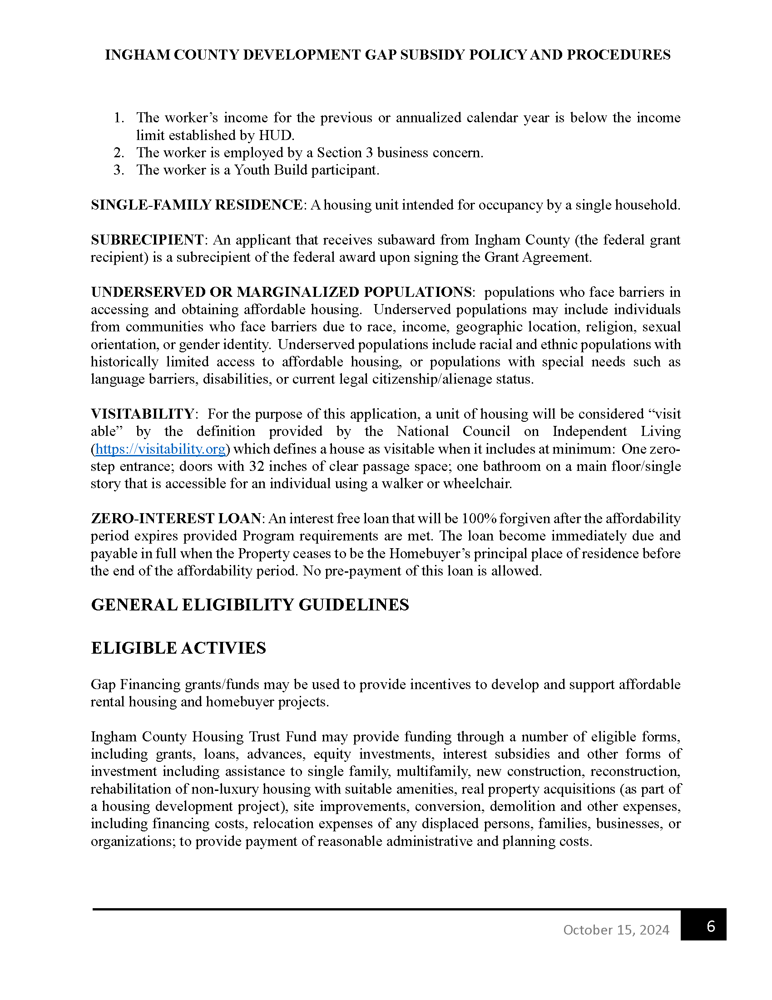 INGHAM COUNTY DEVELOPMENT GAP SUBSIDY POLICY AND PROCEDURES
1. The worker’s income for the previous or annualized calendar year is below the income
limit established by HUD.
2. The worker is employed by a Section 3 business concern.
3. The worker is a Youth Build participant.
SINGLE-FAMILY RESIDENCE: A housing unit intended for occupancy by a single household.
SUBRECIPIENT: An applicant that receives subaward from Ingham County (the federal grant
recipient) is a subrecipient of the federal award upon signing the Grant Agreement.
UNDERSERVED OR MARGINALIZED POPULATIONS: populations who face barriers in
accessing and obtaining affordable housing. Underserved populations may include individuals
from communities who face barriers due to race, income, geographic location, religion, sexual
orientation, or gender identity. Underserved populations include racial and ethnic populations with
historically limited access to affordable housing, or populations with special needs such as
language barriers, disabilities, or current legal citizenship/alienage status.
VISITABILITY: For the purpose of this application, a unit of housing will be considered “visit
able” by the definition provided by the National Council on Independent Living
(https://visitability.org) which defines a house as visitable when it includes at minimum: One zero-
step entrance; doors with 32 inches of clear passage space; one bathroom on a main floor/single
story that is accessible for an individual using a walker or wheelchair.
ZERO-INTEREST LOAN: An interest free loan that will be 100% forgiven after the affordability
period expires provided Program requirements are met. The loan become immediately due and
payable in full when the Property ceases to be the Homebuyer’s principal place of residence before
the end of the affordability period. No pre-payment of this loan is allowed.
GENERAL ELIGIBILITY GUIDELINES
ELIGIBLE ACTIVIES
Gap Financing grants/funds may be used to provide incentives to develop and support affordable
rental housing and homebuyer projects.
Ingham County Housing Trust Fund may provide funding through a number of eligible forms,
including grants, loans, advances, equity investments, interest subsidies and other forms of
investment including assistance to single family, multifamily, new construction, reconstruction,
rehabilitation of non-luxury housing with suitable amenities, real property acquisitions (as part of
a housing development project), site improvements, conversion, demolition and other expenses,
including financing costs, relocation expenses of any displaced persons, families, businesses, or
organizations; to provide payment of reasonable administrative and planning costs.
October 15, 2024 6